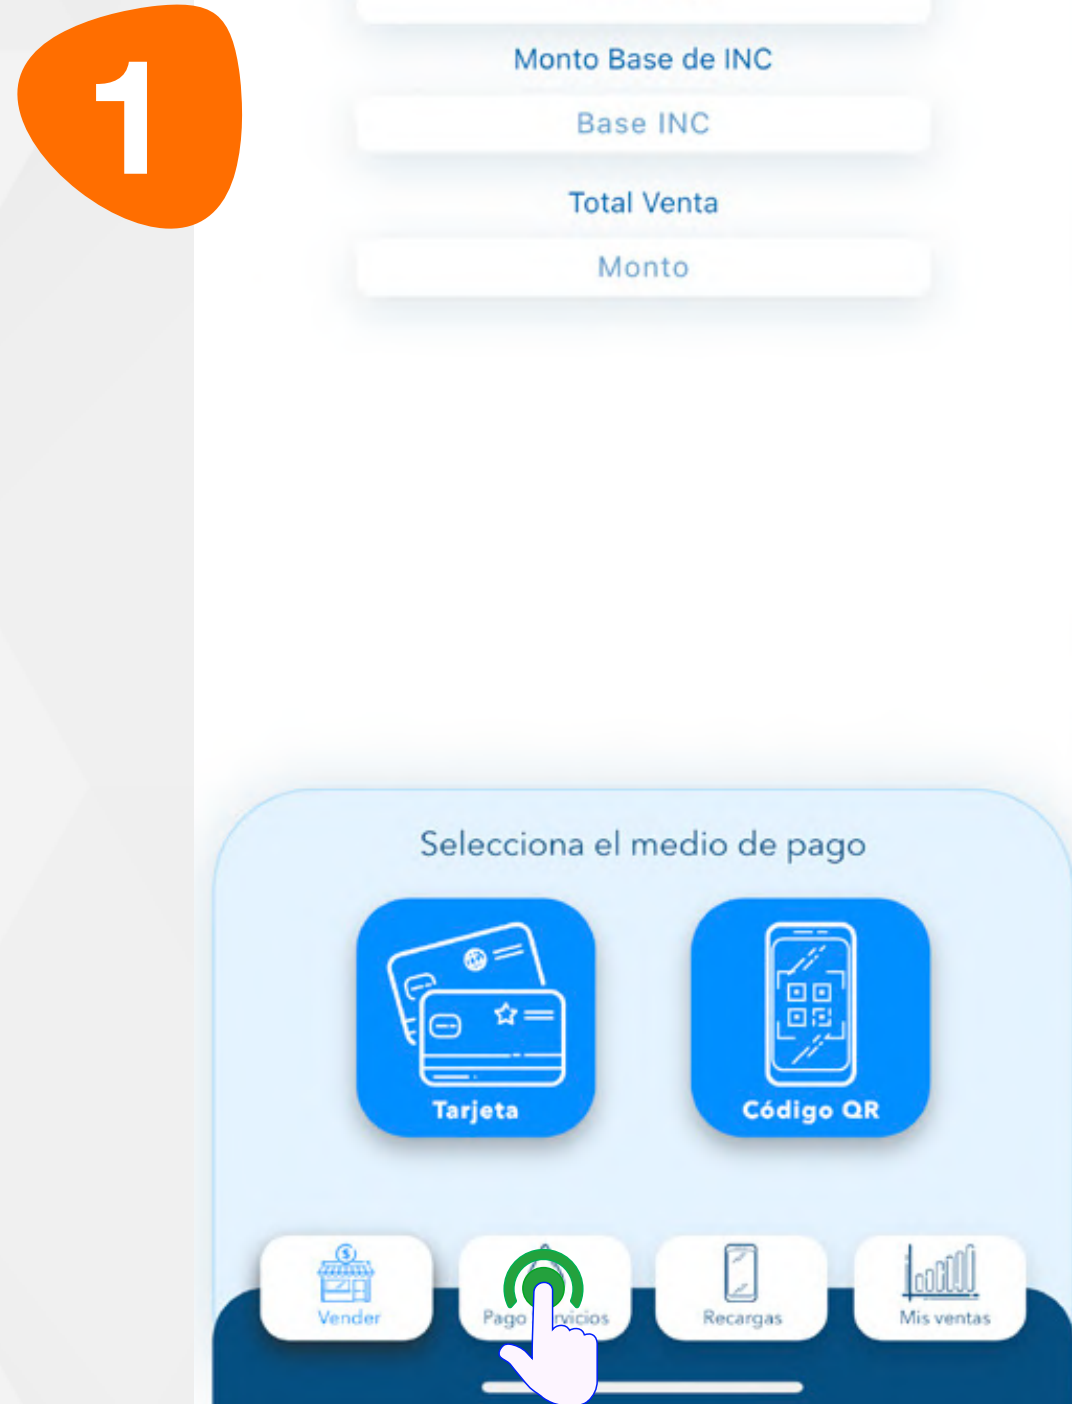 1
Monto Base de INC
Base INC
Total Venta
Monto
Selecciona el medio de pago
Tarjeta
Código QR
Vender
Pago
Recargas
Mis ventas